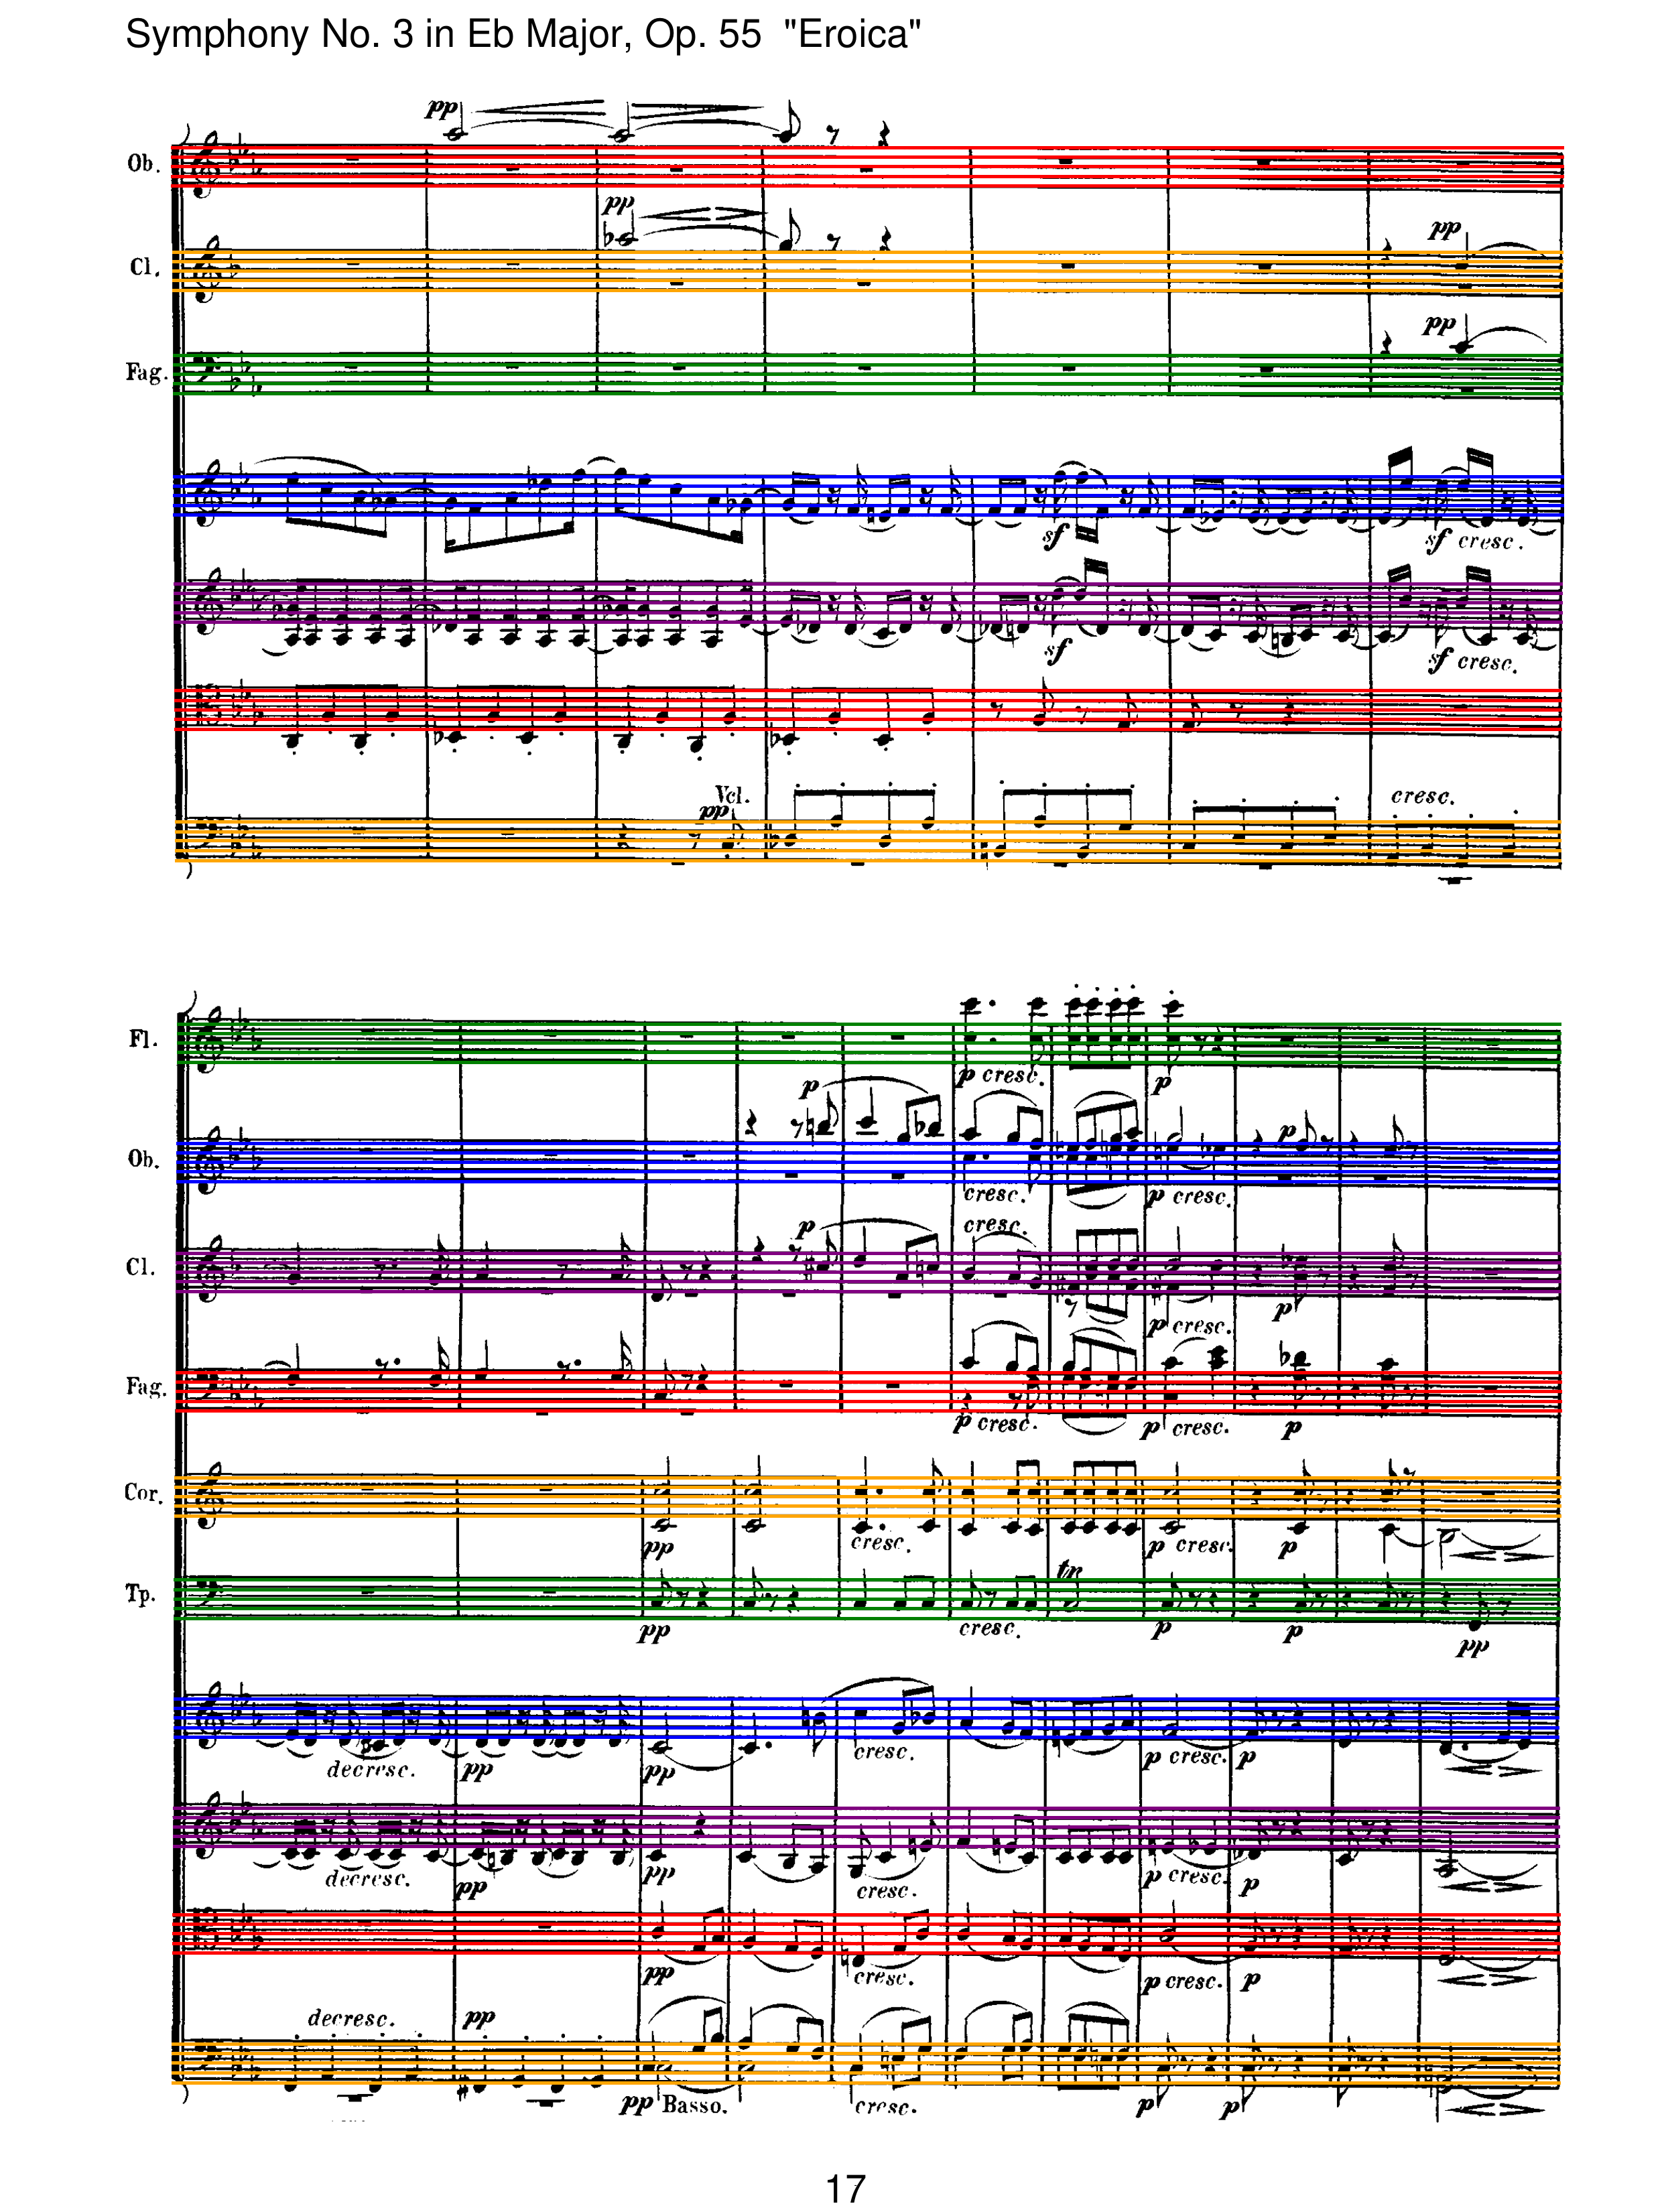 Symphony No. 3 in Eb Major, Op. 55 "Eroica"
pp
Ob.
pp
Cl.
pp
Fag.
pp
sf
sf cresc.
sf
sf cresc.
Vcl.
pp
cresc.
Fl.
p cresc.
p
p
Ob.
p
cresc.
p cresc.
Cl.
p
cresc.
p cresc.
p
Fag.
p cresc.
p cresc.
p
Cor.
pp
cresc.
p cresc.
p
Tp.
tr
pp
cresc.
p
p
pp
decresc.
pp
pp
cresc.
p cresc.
p
decresc.
pp
pp
cresc.
p cresc.
p
pp
cresc.
p cresc.
p
decresc.
pp
pp Basso.
cresc.
p
p
17